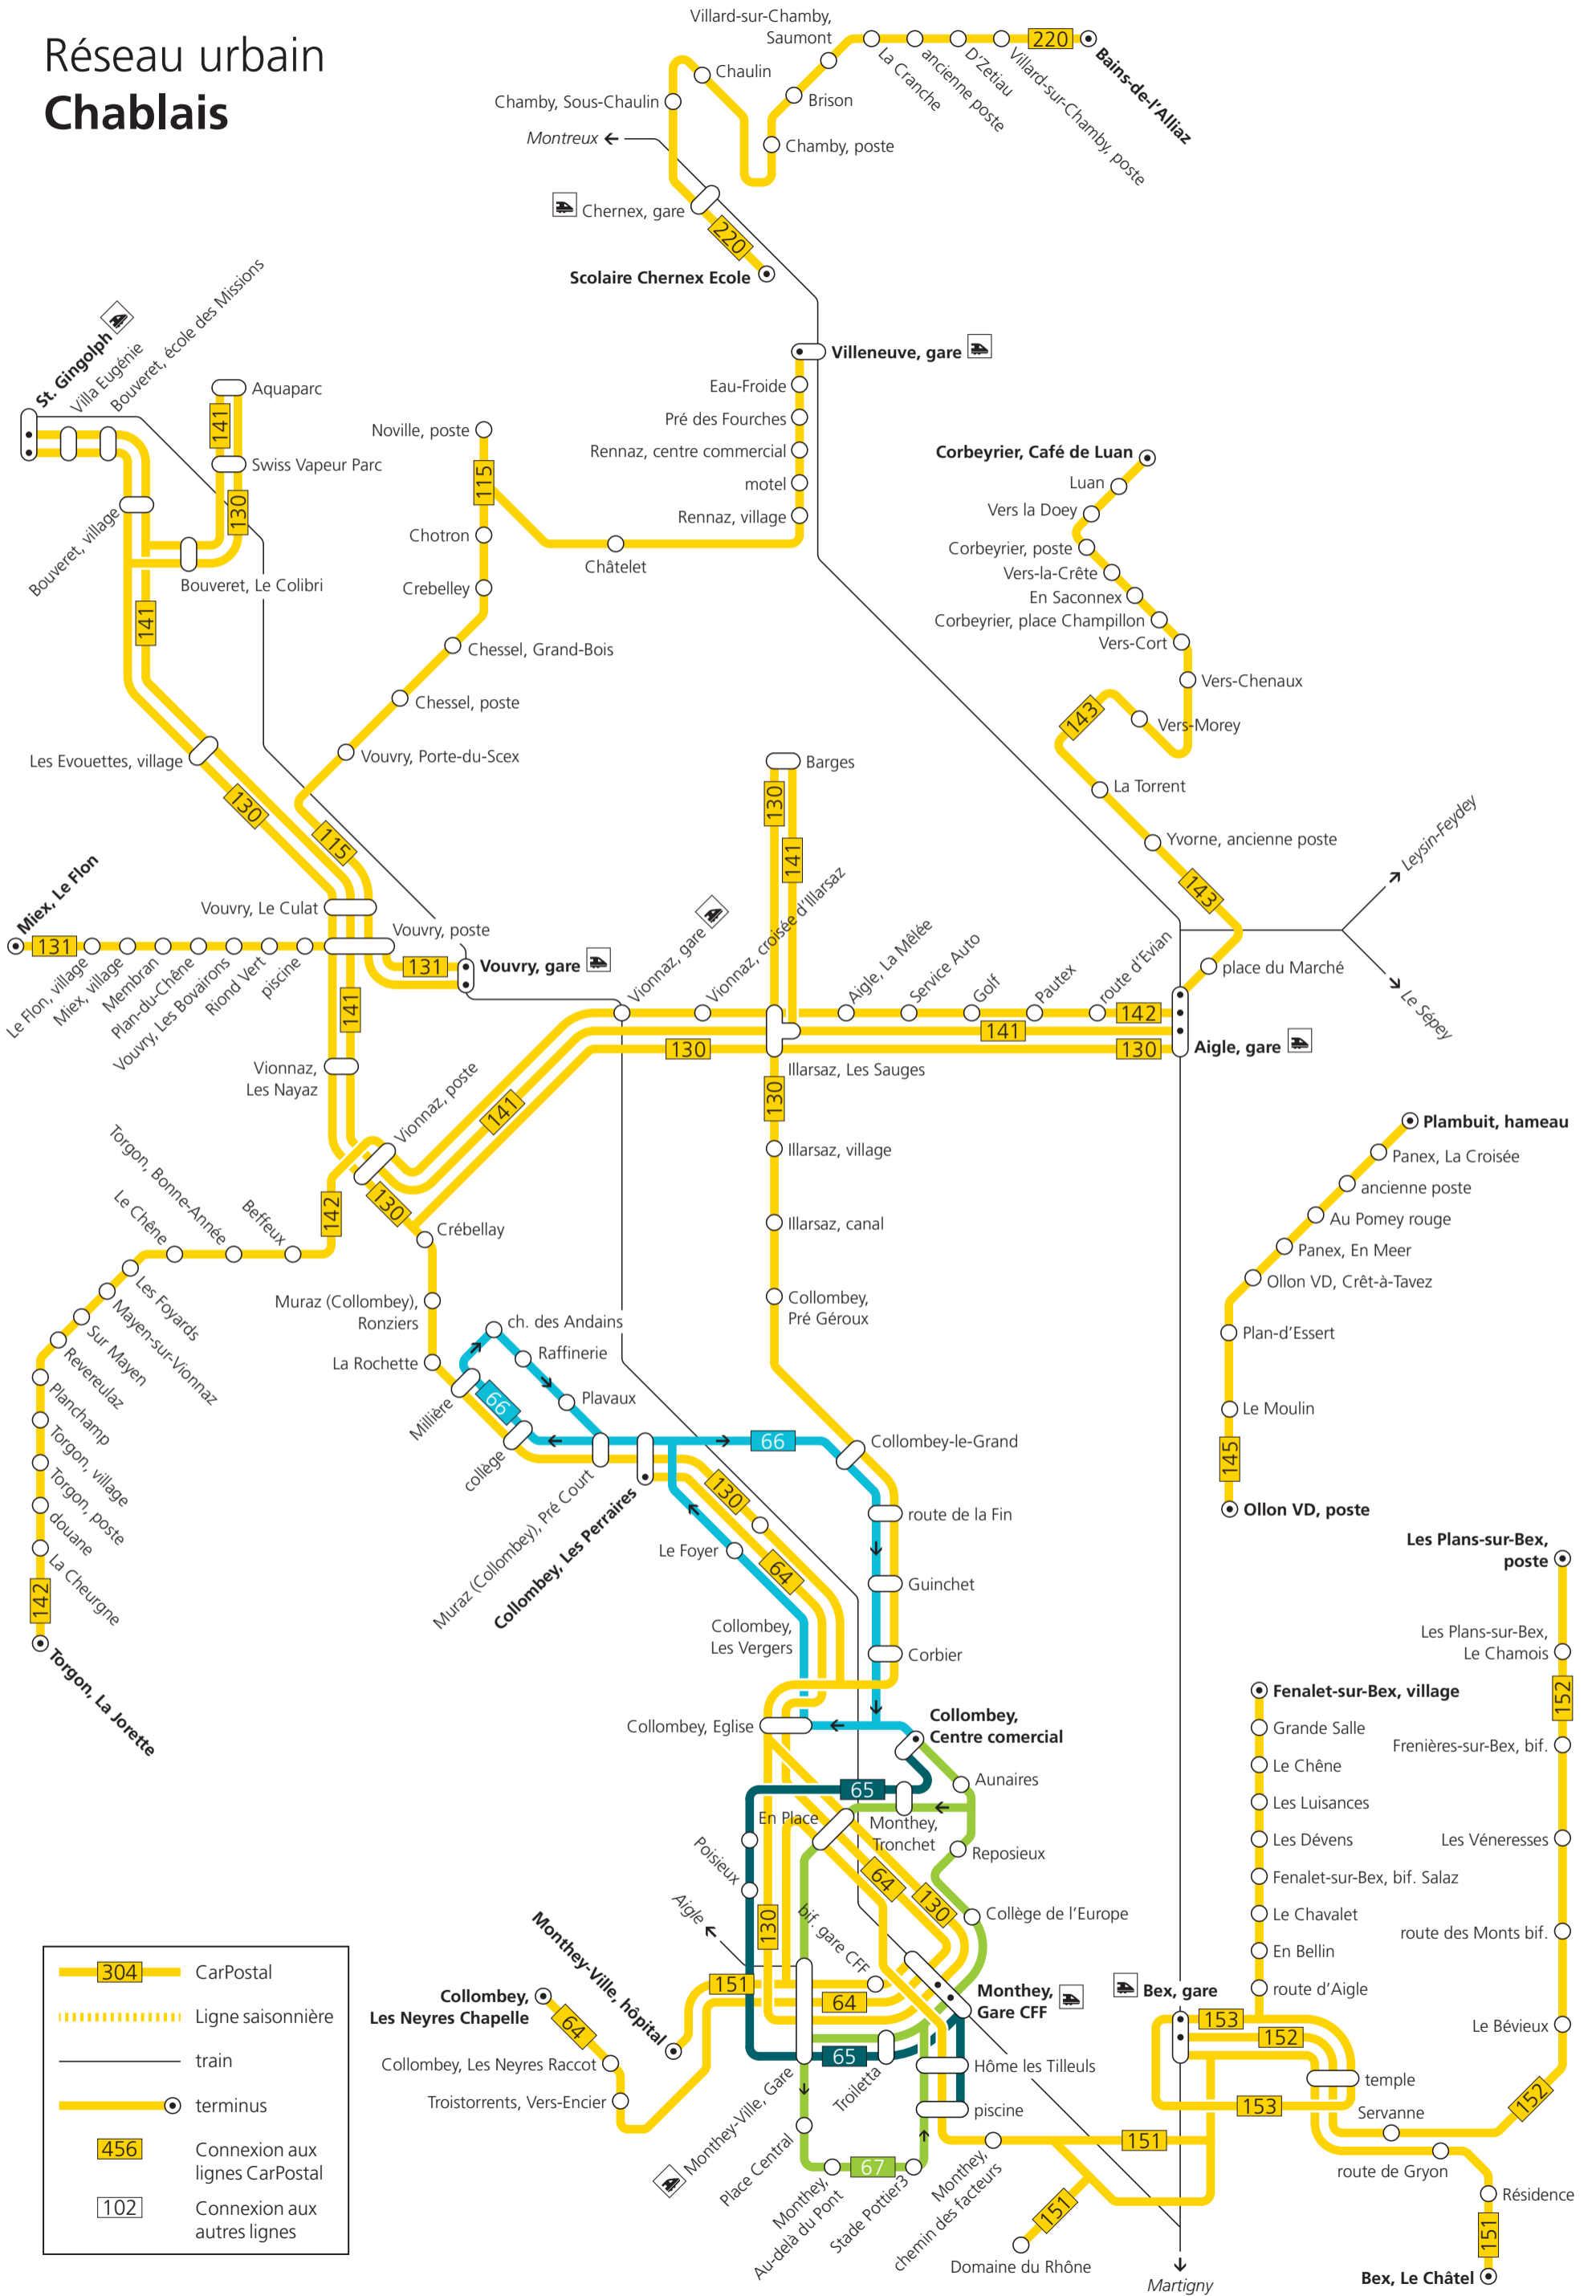 Réseau urbain
Chablais
Villard-sur-Chamby,
Saumont
La Cranche
ancienne poste
D'Zetiau
Villard-sur-Chamby, poste
220
Bains-de-l'Alliaz
Chaulin
Brison
Chamby, Sous-Chaulin
Montreux
Chamby, poste
Chernex, gare
220
Scolaire Chernex Ecole
St. Gingolph
Villa Eugénie
Bouveret, école des Missions
Aquaparc
141
Swiss Vapeur Parc
130
Bouveret, village
Bouveret, Le Colibri
141
Villeneuve, gare
Eau-Froide
Pré des Fourches
Rennaz, centre commercial
motel
Rennaz, village
Noville, poste
115
Chotron
Châtelet
Crebelley
Chessel, Grand-Bois
Chessel, poste
Vouvry, Porte-du-Scex
Les Evouettes, village
130
115
Corbeyrier, Café de Luan
Luan
Vers la Doey
Corbeyrier, poste
Vers-la-Crête
En Saconnex
Corbeyrier, place Champillon
Vers-Cort
Vers-Chenaux
Vers-Morey
143
La Torrent
Yvorne, ancienne poste
143
Leysin-Feydey
Le Sépey
place du Marché
Barges
130
141
Miex, Le Flon
131
Le Flon, village
Miex, village
Membran
Plan-du-Chêne
Vouvry, Les Bovairons
Riond Vert
piscine
Vouvry, Le Culat
Vouvry, poste
131
Vouvry, gare
141
Vionnaz,
Les Nayaz
Vionnaz, gare
Vionnaz, croisée d'Illarsaz
Aigle, La Mêlée
Service Auto
Golf
Pautex
route d'Evian
142
141
130
130
Aigle, gare
Illarsaz, Les Sauges
130
Illarsaz, village
Illarsaz, canal
Collombey,
Pré Géroux
Vionnaz, poste
141
130
142
Torgon, Bonne-Année
Le Chêne
Beffeux
Les Foyards
Mayen-sur-Vionnaz
Sur Mayen
Revereulaz
Planchamp
Torgon, village
Torgon, poste
douane
La Cheurgne
142
Torgon, La Jorette
Crébellay
Muraz (Collombey),
Ronziers
La Rochette
Millière
66
collège
ch. des Andains
Raffinerie
Plavaux
Muraz (Collombey), Pré Court
Collombey, Les Perraires
66
Collombey-le-Grand
130
64
Le Foyer
route de la Fin
Guinchet
Corbier
Collombey,
Les Vergers
Collombey, Eglise
Collombey,
Centre comercial
Plambuit, hameau
Panex, La Croisée
ancienne poste
Au Pomey rouge
Panex, En Meer
Ollon VD, Crêt-à-Tavez
Plan-d'Essert
Le Moulin
145
Ollon VD, poste
Les Plans-sur-Bex,
poste
Les Plans-sur-Bex,
Le Chamois
152
Frenières-sur-Bex, bif.
Les Véneresses
route des Monts bif.
Le Bévieux
152
Fenalet-sur-Bex, village
Grande Salle
Le Chêne
Les Luisances
Les Dévens
Fenalet-sur-Bex, bif. Salaz
Le Chavalet
En Bellin
route d'Aigle
Bex, gare
153
152
temple
153
Servanne
route de Gryon
Résidence
151
Bex, Le Châtel
65
Aunaires
En Place
Monthey,
Tronchet
Reposieux
Poisieux
64
130
Collège de l'Europe
Aigle
130
bif. gare CFF
Monthey-Ville, hôpital
151
64
Monthey,
Gare CFF
Collombey,
Les Neyres Chapelle
64
Collombey, Les Neyres Raccot
Troistorrents, Vers-Encier
65
Troiletta
Hôme les Tilleuls
piscine
Monthey-Ville, Gare
Place Central
67
Monthey,
Au-delà du Pont
Stade Pottier3
Monthey,
chemin des facteurs
151
151
Domaine du Rhône
Martigny
304
CarPostal
Ligne saisonnière
train
terminus
456
Connexion aux
lignes CarPostal
102
Connexion aux
autres lignes